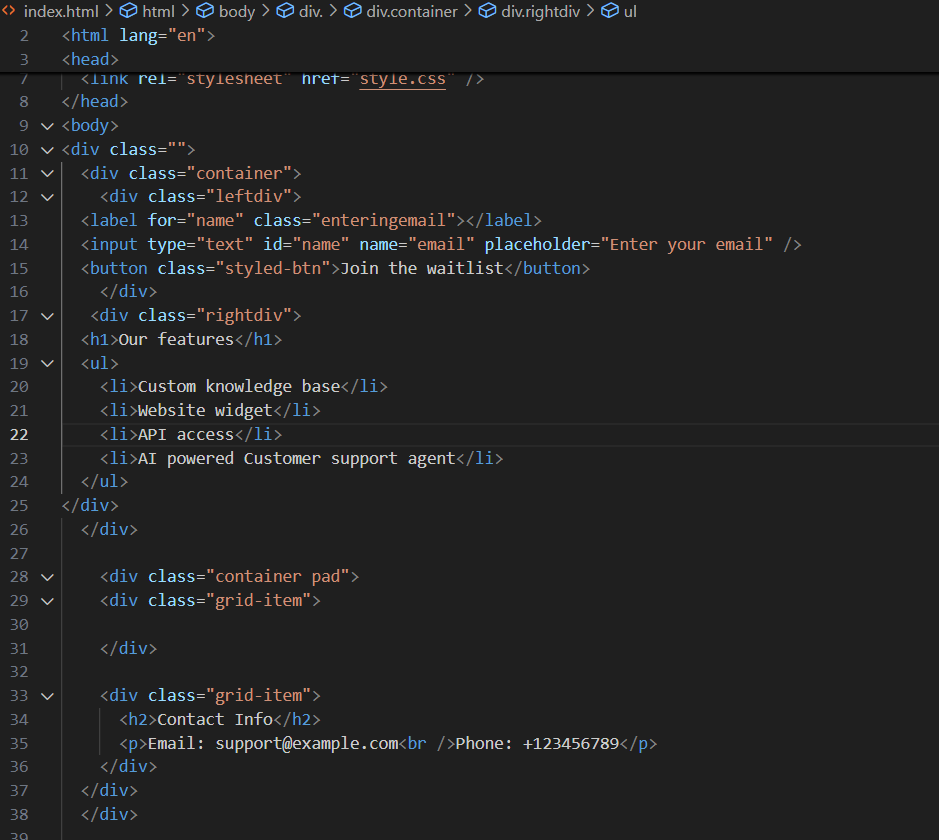 index.html > html > body > div. > div.container > div.rightdiv > ul
2 <html lang="en">
3 <head>
7 <link rel="stylesheet" href="style.css" />
8 </head>
9 <body>
10 <div class="">
11 <div class="container">
12 <div class="leftdiv">
13 <label for="name" class="enteringemail"></label>
14 <input type="text" id="name" name="email" placeholder="Enter your email" />
15 <button class="styled-btn">Join the waitlist</button>
16 </div>
17 <div class="rightdiv">
18 <h1>Our features</h1>
19 <ul>
20 <li>Custom knowledge base</li>
21 <li>Website widget</li>
22 <li>API access</li>
23 <li>AI powered Customer support agent</li>
24 </ul>
25 </div>
26 </div>
27
28 <div class="container pad">
29 <div class="grid-item">
30
31 </div>
32
33 <div class="grid-item">
34 <h2>Contact Info</h2>
35 <p>Email: support@example.com<br />Phone: +123456789</p>
36 </div>
37 </div>
38 </div>
39